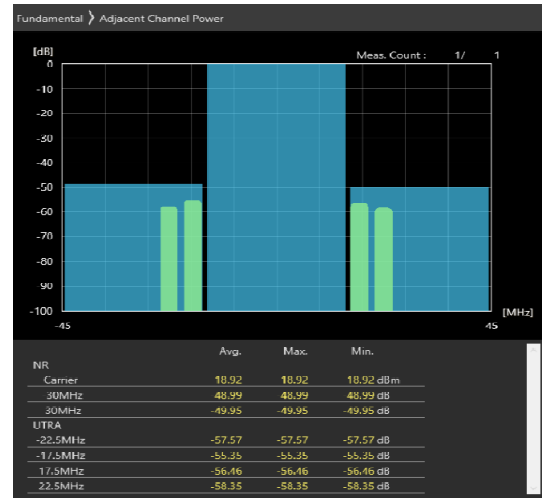 Fundamental ❯ Adjacent Channel Power
[dB]
Meas. Count : 1/ 1
0
-10
-20
-30
-40
-50
-60
-70
-80
90
-100
[MHz]
-45
45
Avg. Max. Min.
NR
Carrier 18.92 18.92 18.92 dBm
30MHz 48.99 48.99 48.99 dB
30MHz -49.95 -49.95 -49.95 dB
UTRA
-22.5MHz -57.57 -57.57 -57.57 dB
-17.5MHz -55.35 -55.35 -55.35 dB
17.5MHz -56.46 -56.46 -56.46 dB
22.5MHz -58.35 -58.35 -58.35 dB